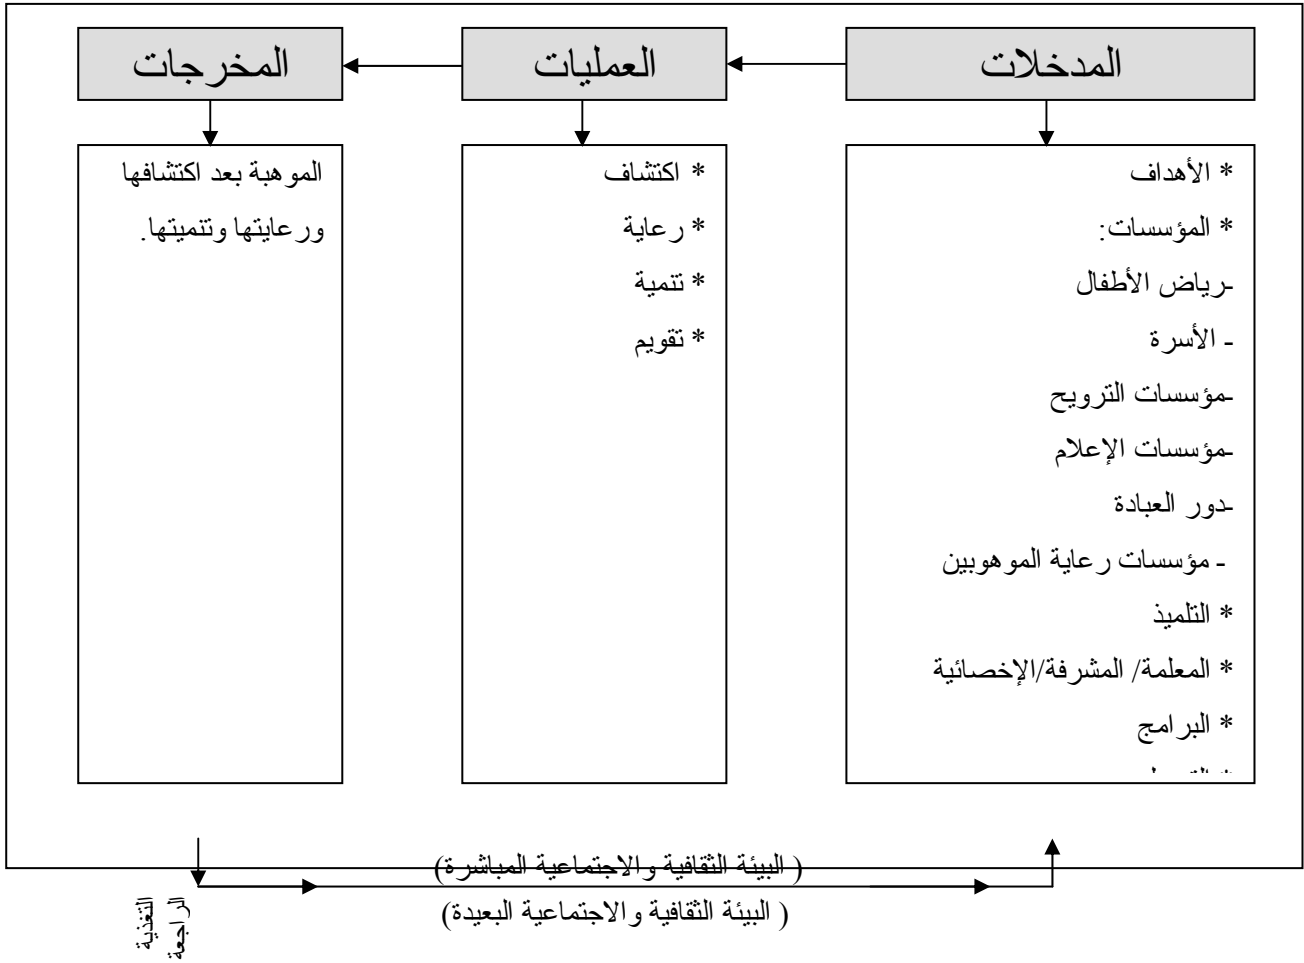 المدخلات
العمليات
المخرجات
* الأهداف
* المؤسسات:
-رياض الأطفال
- الأسرة
-مؤسسات الترويح
-مؤسسات الإعلام
-دور العبادة
- مؤسسات رعاية الموهوبين
* التلميذ
* المعلمة/ المشرفة/الإخصائية
* البرامج
* اكتشاف
* رعاية
* تنمية
* تقويم
الموهبة بعد اكتشافها
ورعايتها وتنميتها.
( البيئة الثقافية والاجتماعية المباشرة)
( البيئة الثقافية والاجتماعية البعيدة)
التغذية
الراجعة